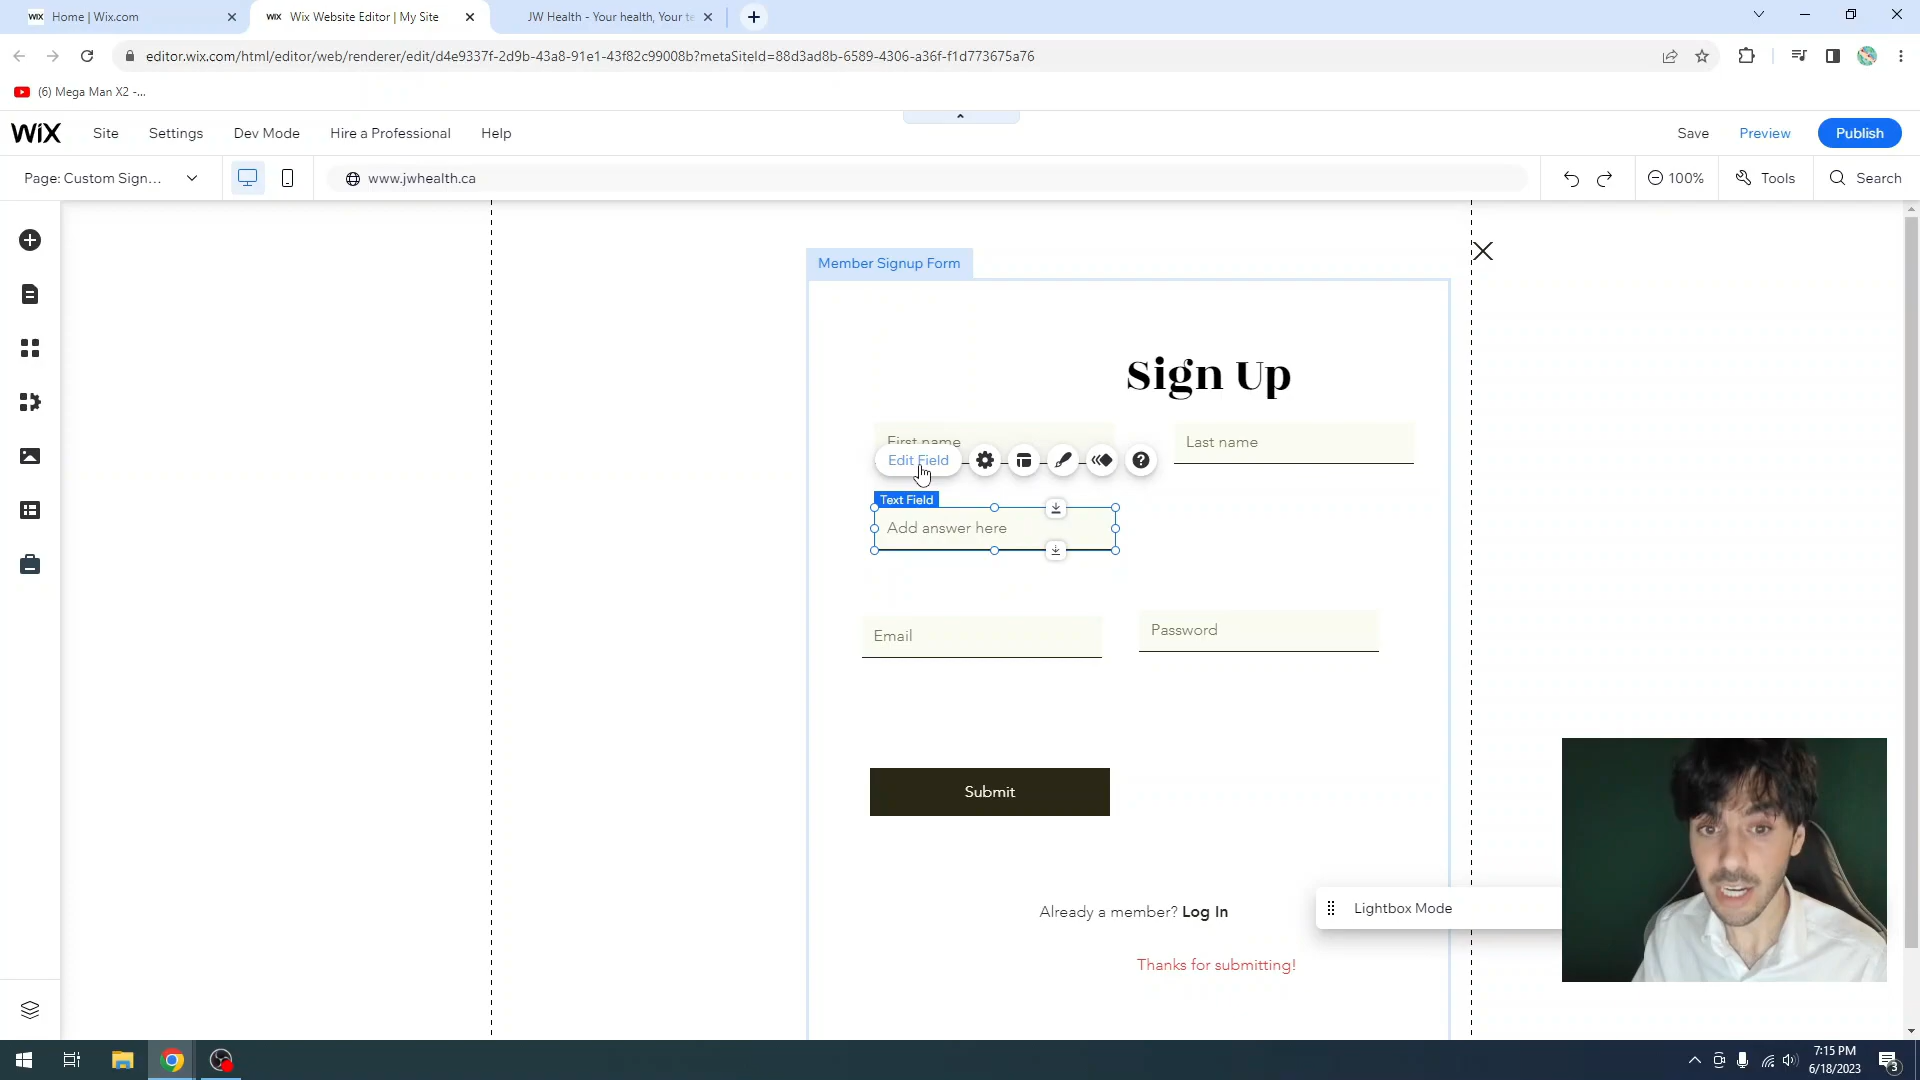 WiX Home | Wix.com
WiX Wix Website Editor | My Site
JW Health - Your health, Your te
editor.wix.com/html/editor/web/renderer/edit/d4e9337f-2d9b-43a8-91e1-43f82c99008b?metaSiteId=88d3ad8b-6589-4306-a36f-f1d773675a76
(6) Mega Man X2 -...
WiX Site Settings Dev Mode Hire a Professional Help
Save Preview Publish
Page: Custom Sign...
www.jwhealth.ca
100% Tools Search
Member Signup Form
Sign Up
First name
Last name
Edit Field
Text Field
Add answer here
Email
Password
Submit
Already a member? Log In
Lightbox Mode
Thanks for submitting!
7:15 PM
6/18/2023
3